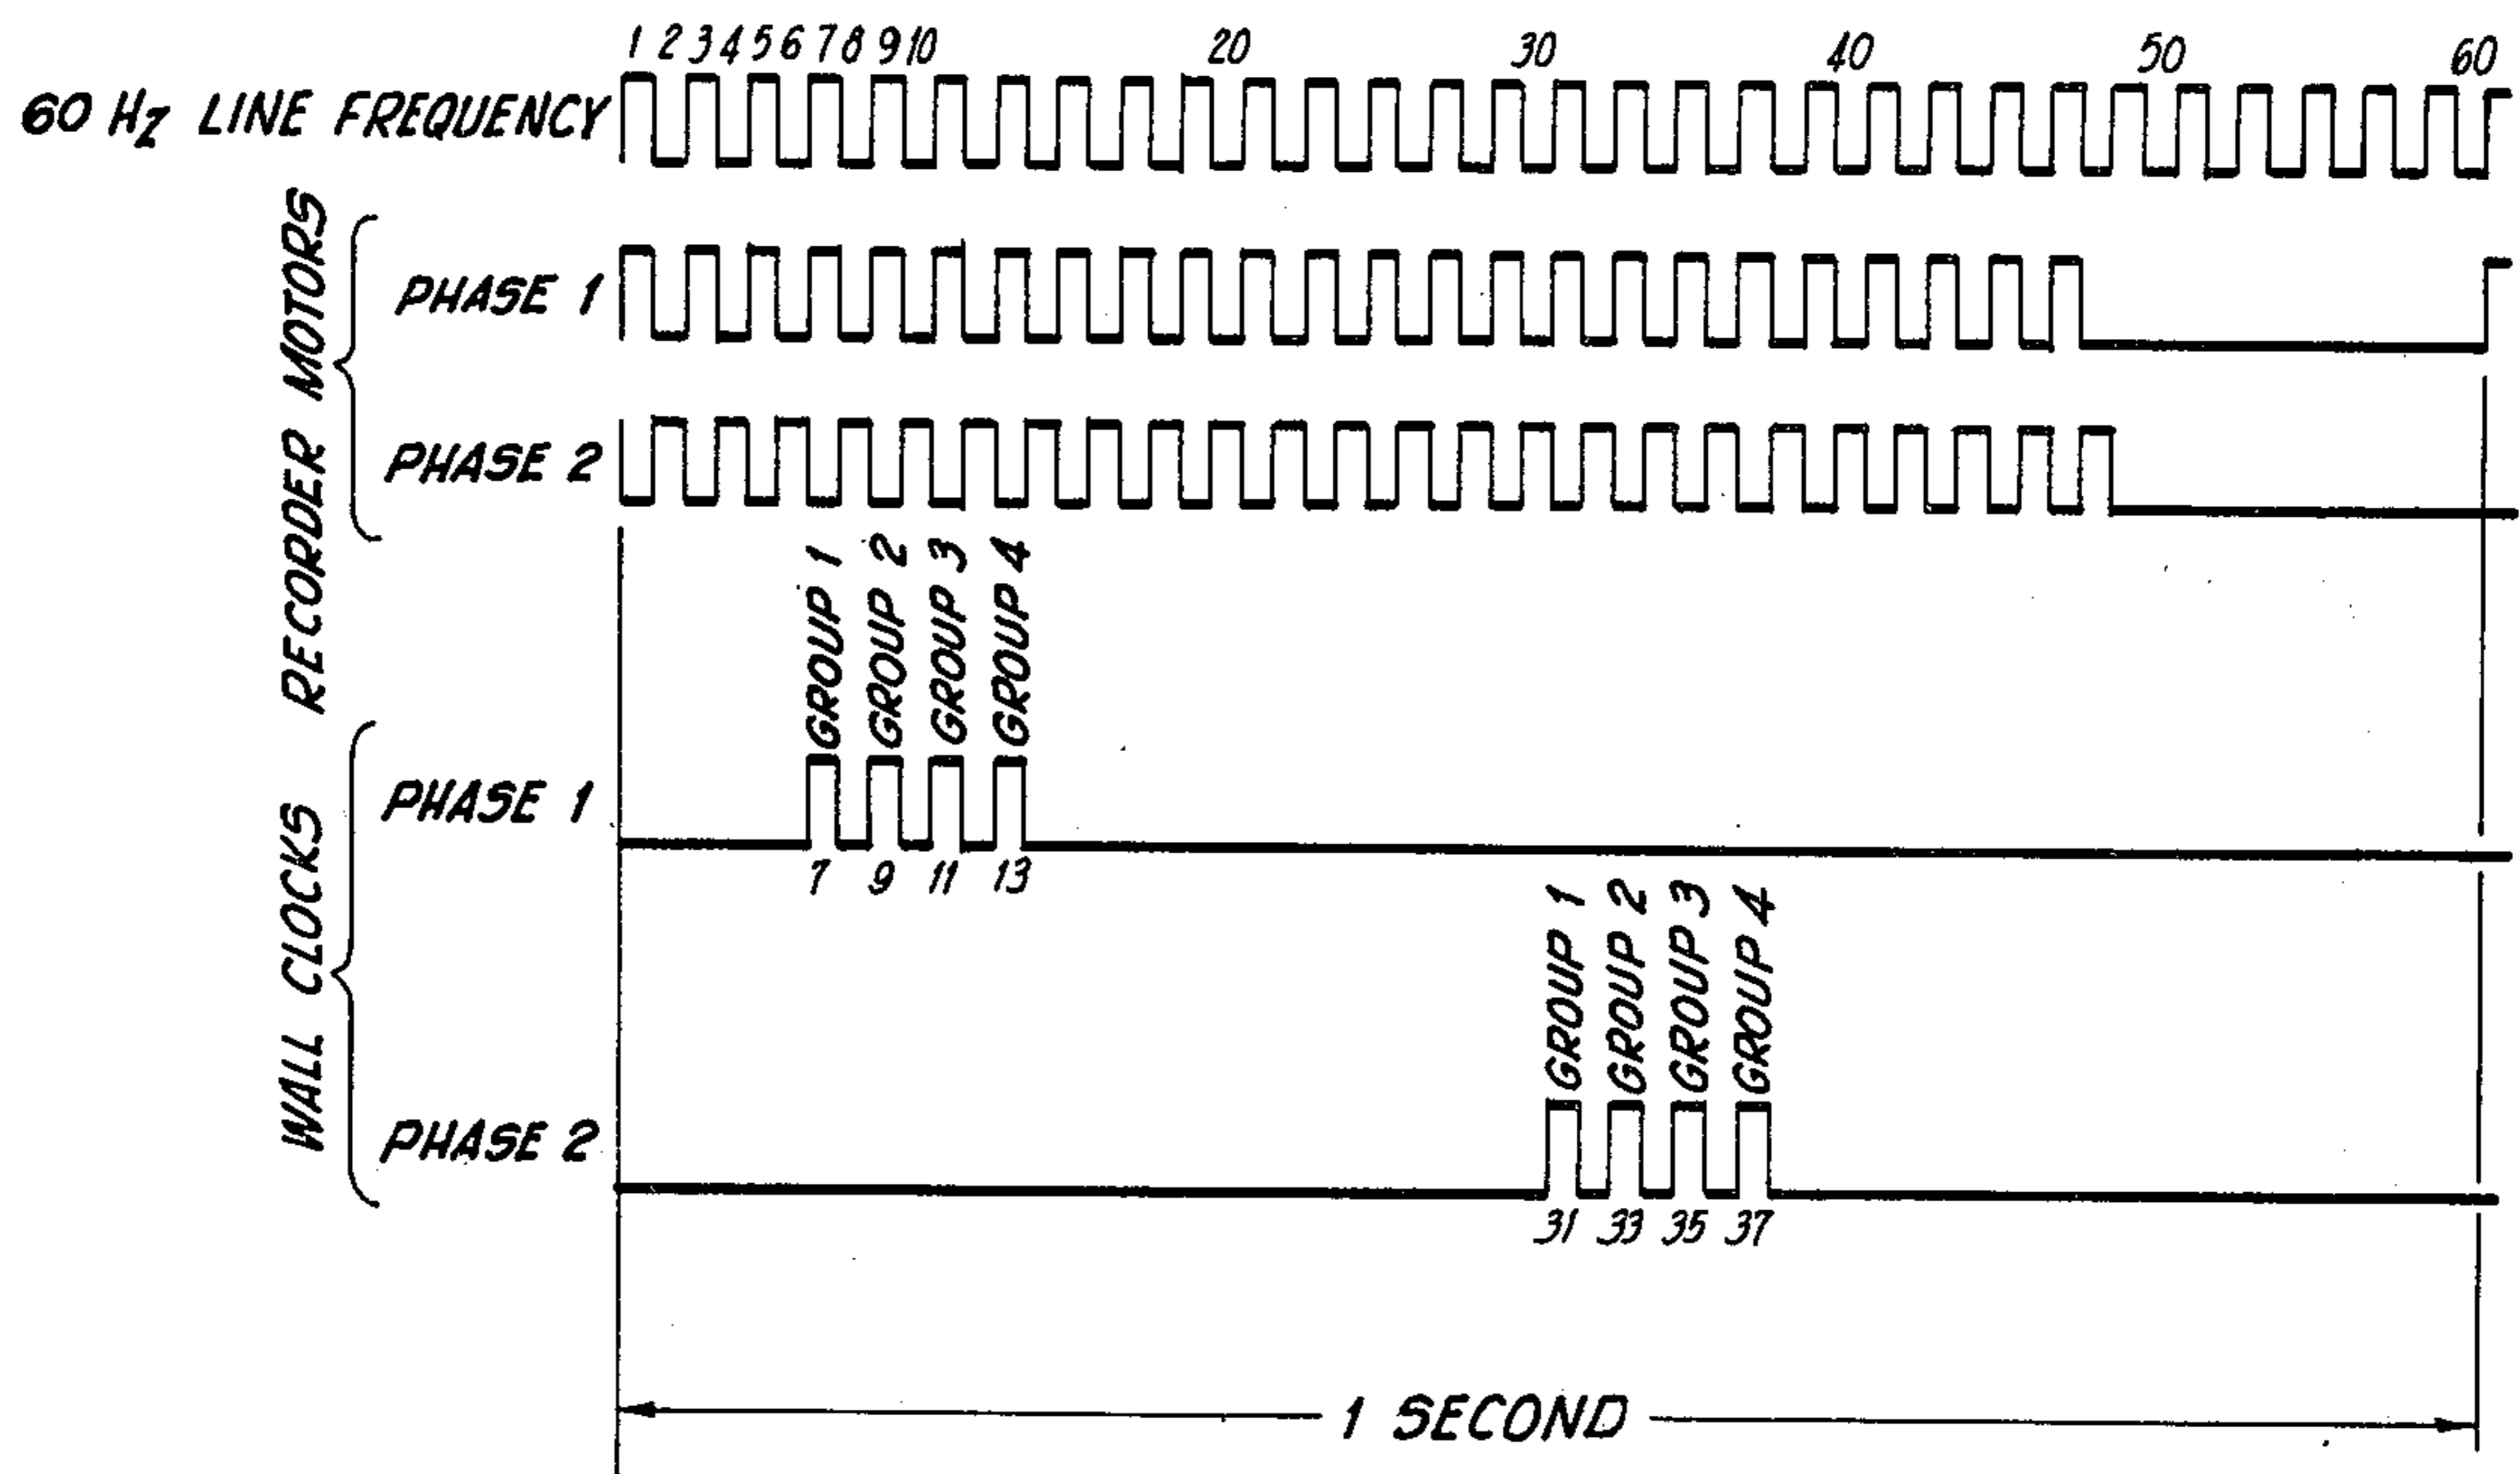 1 2 3 4 5 6 7 8 9 10 20 30 40 50 60
60 Hz LINE FREQUENCY
RECORDER MOTORS
PHASE 1
PHASE 2
GROUP 1
GROUP 2
GROUP 3
GROUP 4
WALL CLOCKS
PHASE 1
7 9 11 13
GROUP 1
GROUP 2
GROUP 3
GROUP 4
PHASE 2
31 33 35 37
1 SECOND